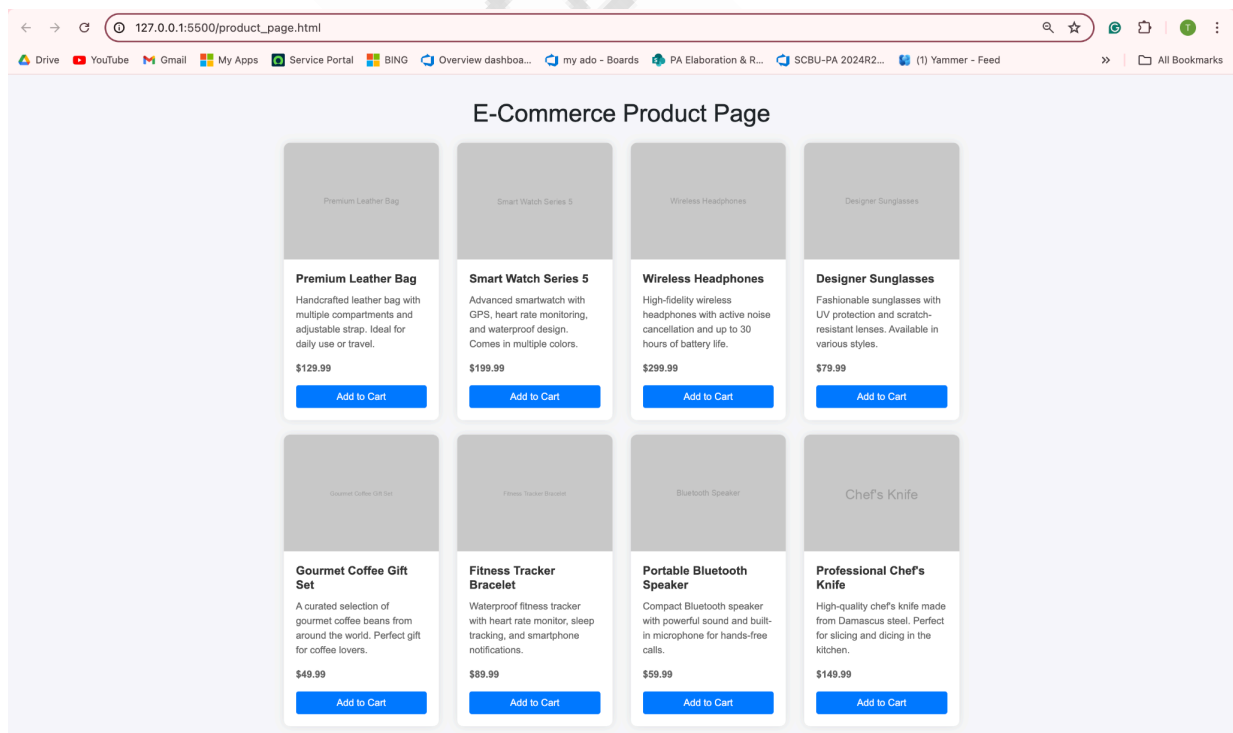 127.0.0.1:5500/product_page.html
T
Drive YouTube Gmail My Apps Service Portal BING Overview dashboa... my ado - Boards PA Elaboration & R... SCBU-PA 2024R2... (1) Yammer - Feed » All Bookmarks
E-Commerce Product Page
Premium Leather Bag
Smart Watch Series 5
Wireless Headphones
Designer Sunglasses
Premium Leather Bag
Handcrafted leather bag with
multiple compartments and
adjustable strap. Ideal for
daily use or travel.
$129.99
Add to Cart
Smart Watch Series 5
Advanced smartwatch with
GPS, heart rate monitoring,
and waterproof design.
Comes in multiple colors.
$199.99
Add to Cart
Wireless Headphones
High-fidelity wireless
headphones with active noise
cancellation and up to 30
hours of battery life.
$299.99
Add to Cart
Designer Sunglasses
Fashionable sunglasses with
UV protection and scratch-
resistant lenses. Available in
various styles.
$79.99
Add to Cart
Gourmet Coffee Gift Set
Fitness Tracker Bracelet
Bluetooth Speaker
Chef's Knife
Gourmet Coffee Gift
Set
A curated selection of
gourmet coffee beans from
around the world. Perfect gift
for coffee lovers.
$49.99
Add to Cart
Fitness Tracker
Bracelet
Waterproof fitness tracker
with heart rate monitor, sleep
tracking, and smartphone
notifications.
$89.99
Add to Cart
Portable Bluetooth
Speaker
Compact Bluetooth speaker
with powerful sound and built-
in microphone for hands-free
calls.
$59.99
Add to Cart
Professional Chef's
Knife
High-quality chef's knife made
from Damascus steel. Perfect
for slicing and dicing in the
kitchen.
$149.99
Add to Cart